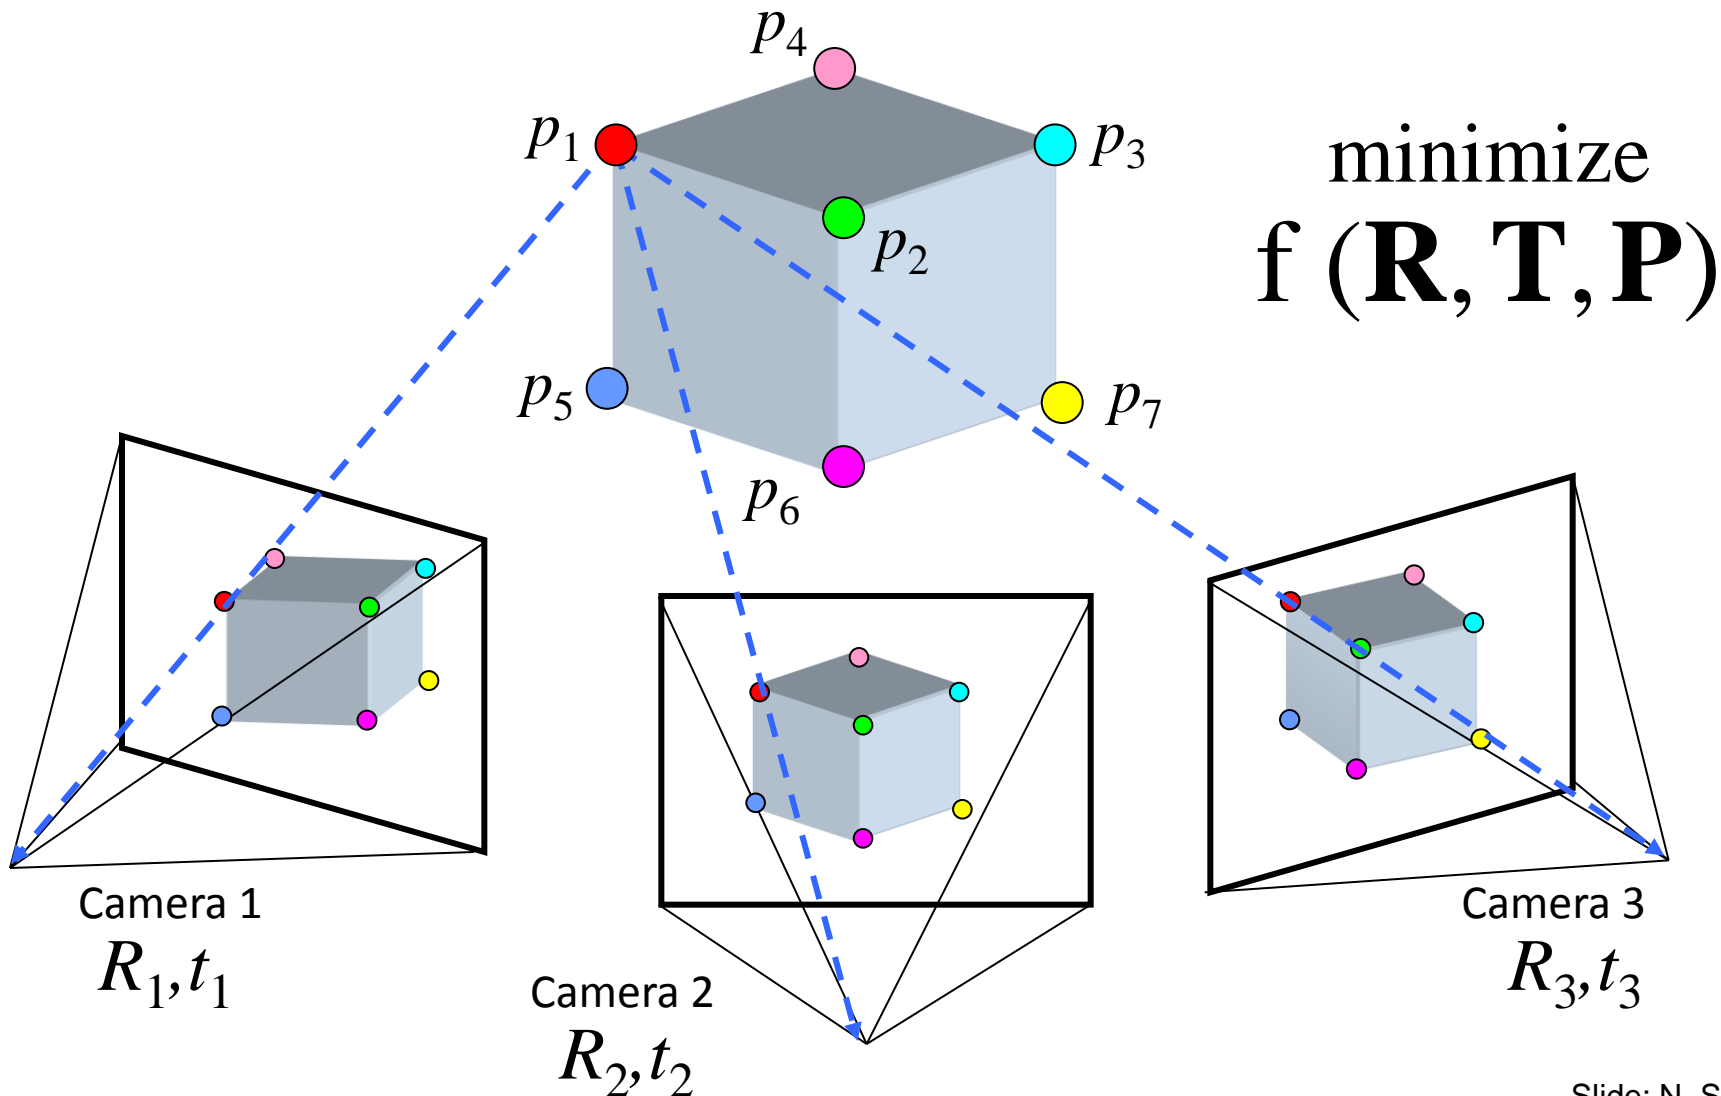 p4
p1
p3
p2
p5
p7
p6
minimize
f (R, T, P)
Camera 1
R1,t1
Camera 2
R2,t2
Camera 3
R3,t3
Slide: N. S